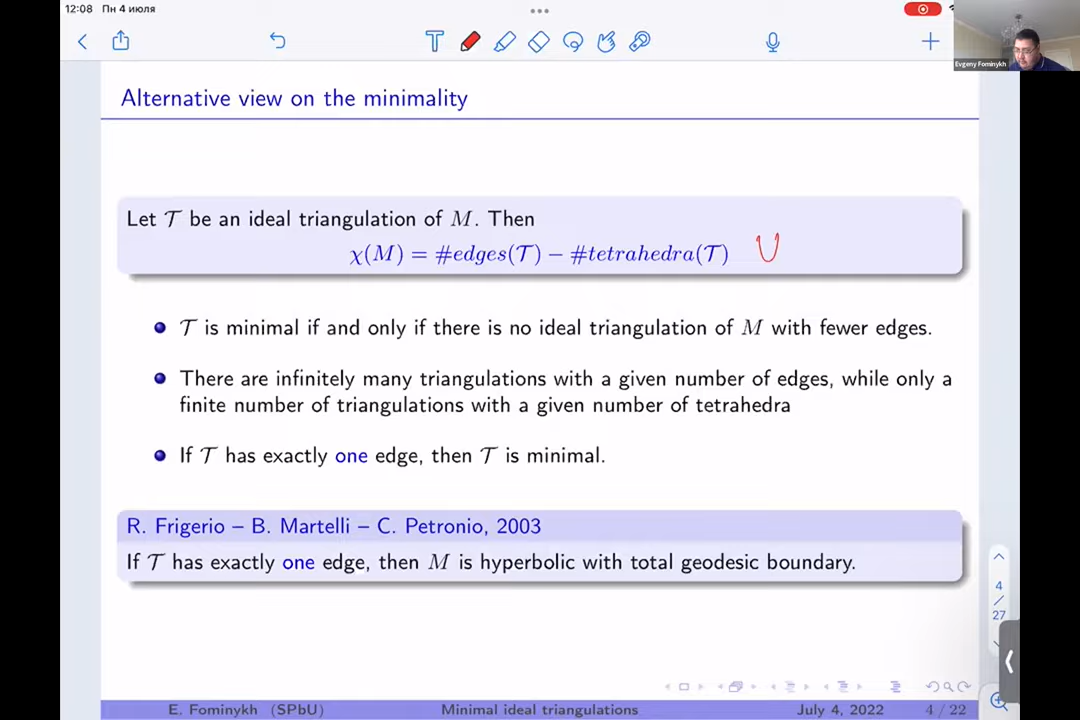 12:08 Пн 4 июля
Evgeny Fominykh
Alternative view on the minimality
Let 𝒯 be an ideal triangulation of M. Then
χ(M) = #edges(𝒯) − #tetrahedra(𝒯)
𝒯 is minimal if and only if there is no ideal triangulation of M with fewer edges.
There are infinitely many triangulations with a given number of edges, while only a
finite number of triangulations with a given number of tetrahedra
If 𝒯 has exactly one edge, then 𝒯 is minimal.
R. Frigerio – B. Martelli – C. Petronio, 2003
If 𝒯 has exactly one edge, then M is hyperbolic with total geodesic boundary.
4
/
27
E. Fominykh (SPbU) Minimal ideal triangulations July 4, 2022 4 / 22